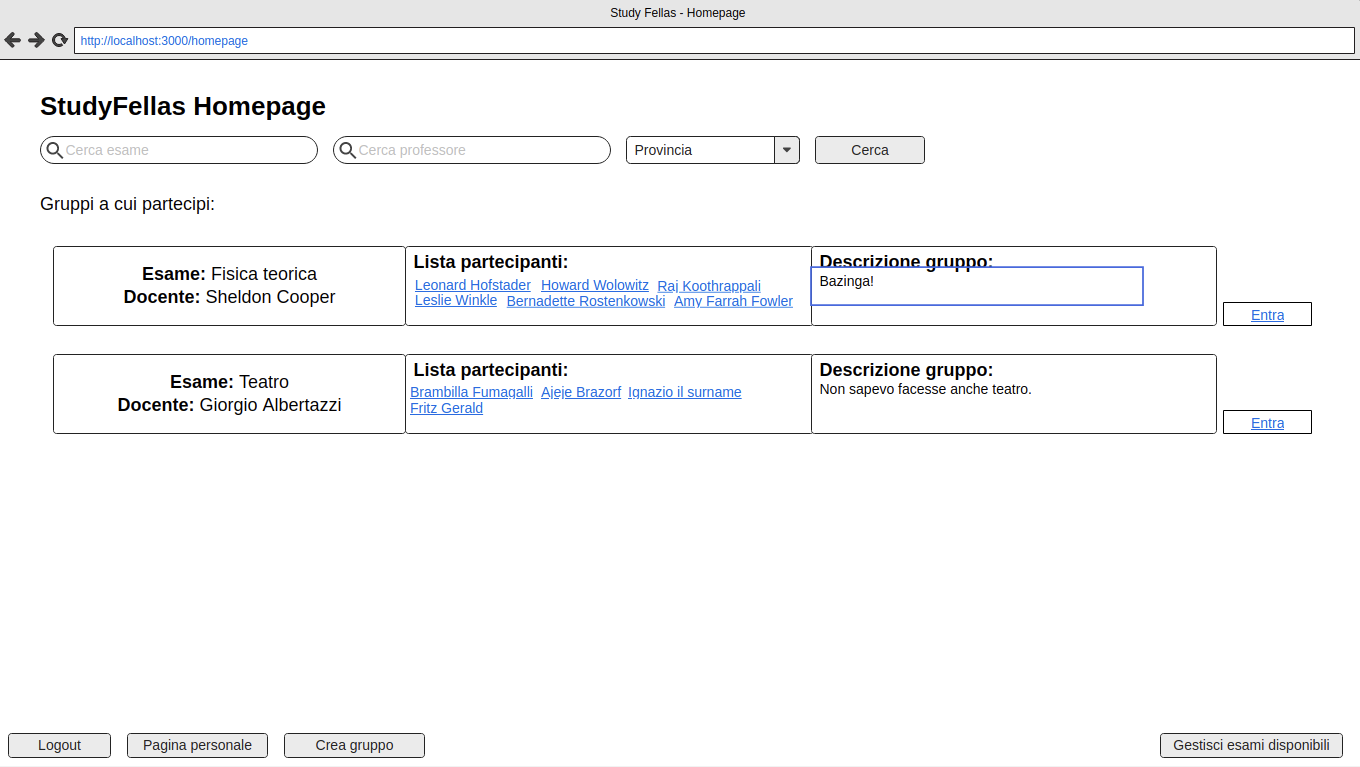 Study Fellas - Homepage
http://localhost:3000/homepage
StudyFellas Homepage
Cerca esame
Cerca professore
Provincia
Cerca
Gruppi a cui partecipi:
Esame: Fisica teorica
Docente: Sheldon Cooper
Lista partecipanti:
Leonard Hofstader Howard Wolowitz Raj Koothrappali
Leslie Winkle Bernadette Rostenkowski Amy Farrah Fowler
Descrizione gruppo:
Bazinga!
Entra
Esame: Teatro
Docente: Giorgio Albertazzi
Lista partecipanti:
Brambilla Fumagalli Ajeje Brazorf Ignazio il surname
Fritz Gerald
Descrizione gruppo:
Non sapevo facesse anche teatro.
Entra
Logout
Pagina personale
Crea gruppo
Gestisci esami disponibili